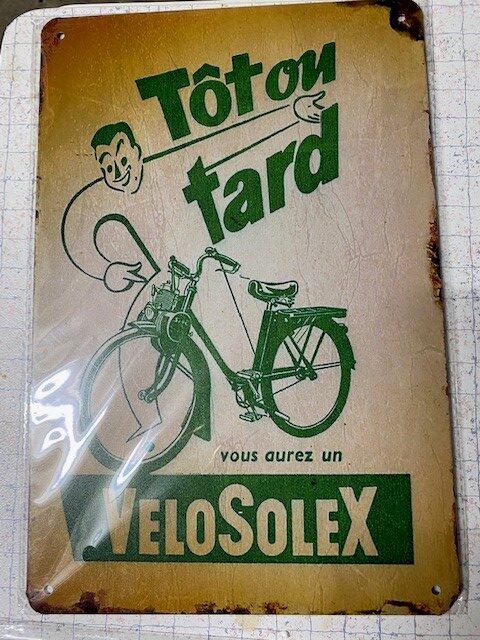 Tôt ou
tard
vous aurez un
VELOSOLEX